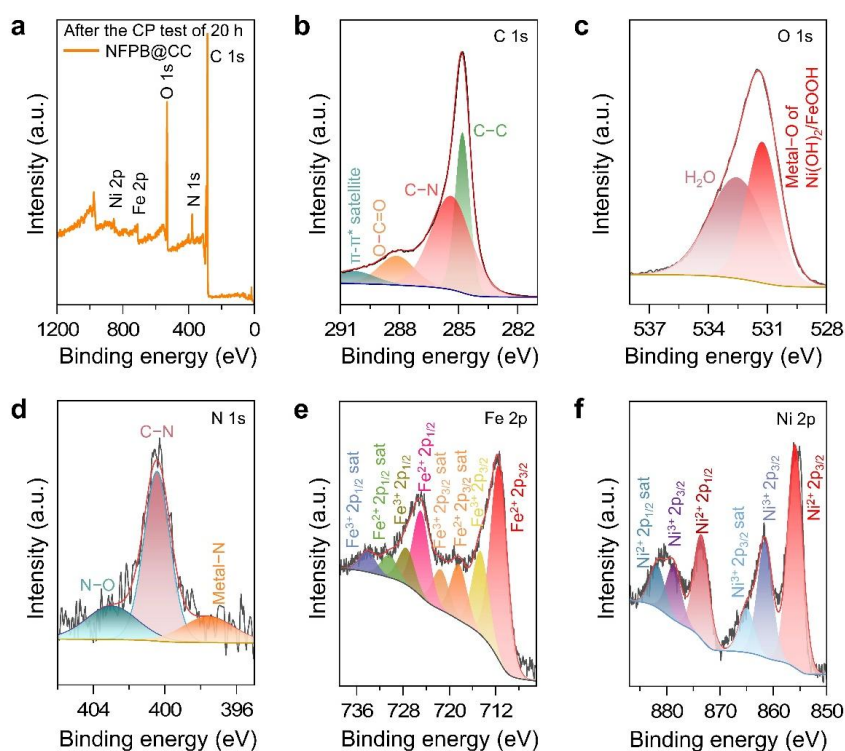 a
After the CP test of 20 h
NFPB@CC
C 1s
O 1s
Ni 2p
Fe 2p
N 1s
Intensity (a.u.)
1200 800 400 0
Binding energy (eV)
b
C 1s
C−C
C−N
O−C=O
π-π* satellite
Intensity (a.u.)
291 288 285 282
Binding energy (eV)
c
O 1s
H₂O
Metal−O of
Ni(OH)₂/FeOOH
Intensity (a.u.)
537 534 531 528
Binding energy (eV)
d
N 1s
C−N
N−O
Metal−N
Intensity (a.u.)
404 400 396
Binding energy (eV)
e
Fe 2p
Fe³⁺ 2p₁/₂ sat
Fe²⁺ 2p₁/₂ sat
Fe³⁺ 2p₁/₂
Fe²⁺ 2p₁/₂
Fe³⁺ 2p₃/₂ sat
Fe²⁺ 2p₃/₂ sat
Fe³⁺ 2p₃/₂
Fe²⁺ 2p₃/₂
Intensity (a.u.)
736 728 720 712
Binding energy (eV)
f
Ni 2p
Ni²⁺ 2p₁/₂ sat
Ni³⁺ 2p₃/₂
Ni²⁺ 2p₁/₂
Ni³⁺ 2p₃/₂ sat
Ni³⁺ 2p₃/₂
Ni²⁺ 2p₃/₂
Intensity (a.u.)
880 870 860 850
Binding energy (eV)